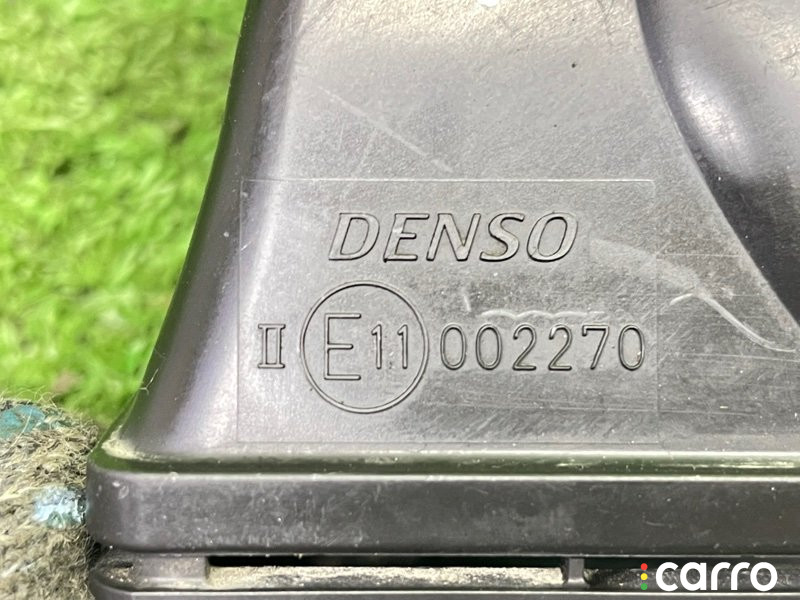 DENSO
II E11 002270
carro